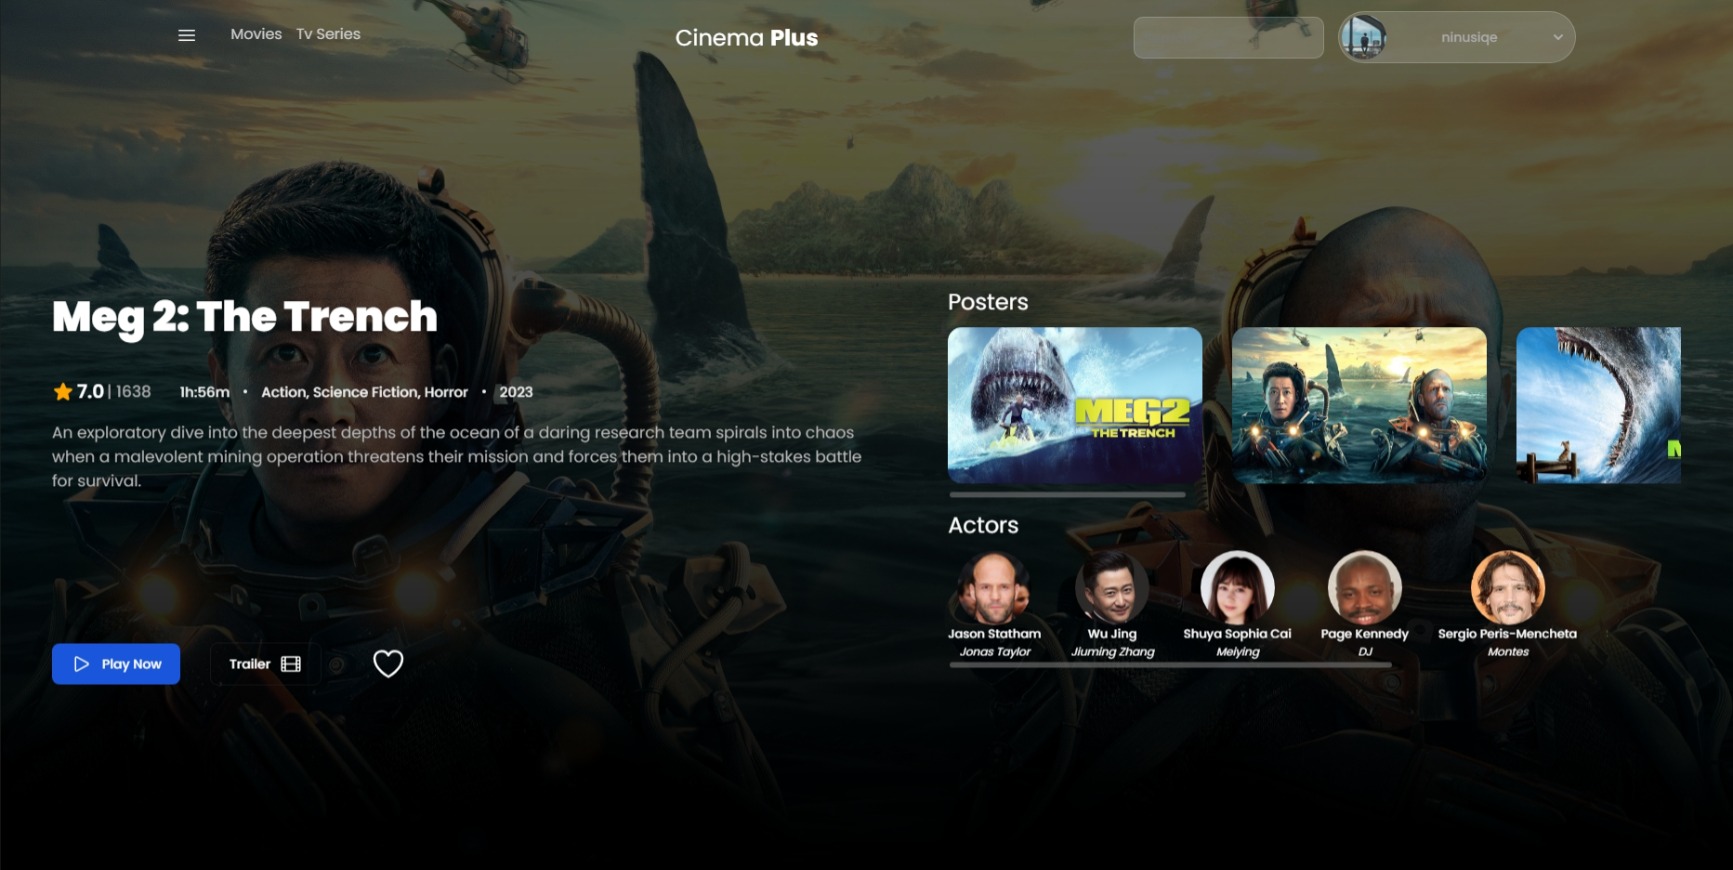 Movies Tv Series
Cinema Plus
ninusiqe
Meg 2: The Trench
7.0 | 1638 1h:56m • Action, Science Fiction, Horror • 2023
An exploratory dive into the deepest depths of the ocean of a daring research team spirals into chaos
when a malevolent mining operation threatens their mission and forces them into a high-stakes battle
for survival.
Play Now Trailer
Posters
MEG2
THE TRENCH
Actors
Jason Statham
Jonas Taylor
Wu Jing
Jiuming Zhang
Shuya Sophia Cai
Meiying
Page Kennedy
DJ
Sergio Peris-Mencheta
Montes